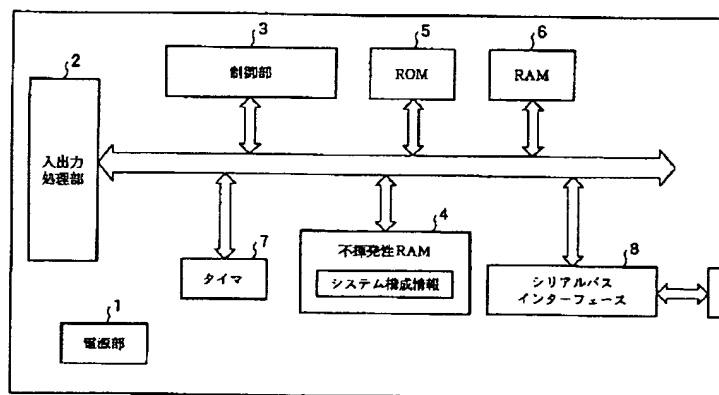 3
制御部
5
ROM
6
RAM
2
入出力
処理部
7
タイマ
4
不揮発性RAM
システム構成情報
8
シリアルバス
インターフェース
1
電源部